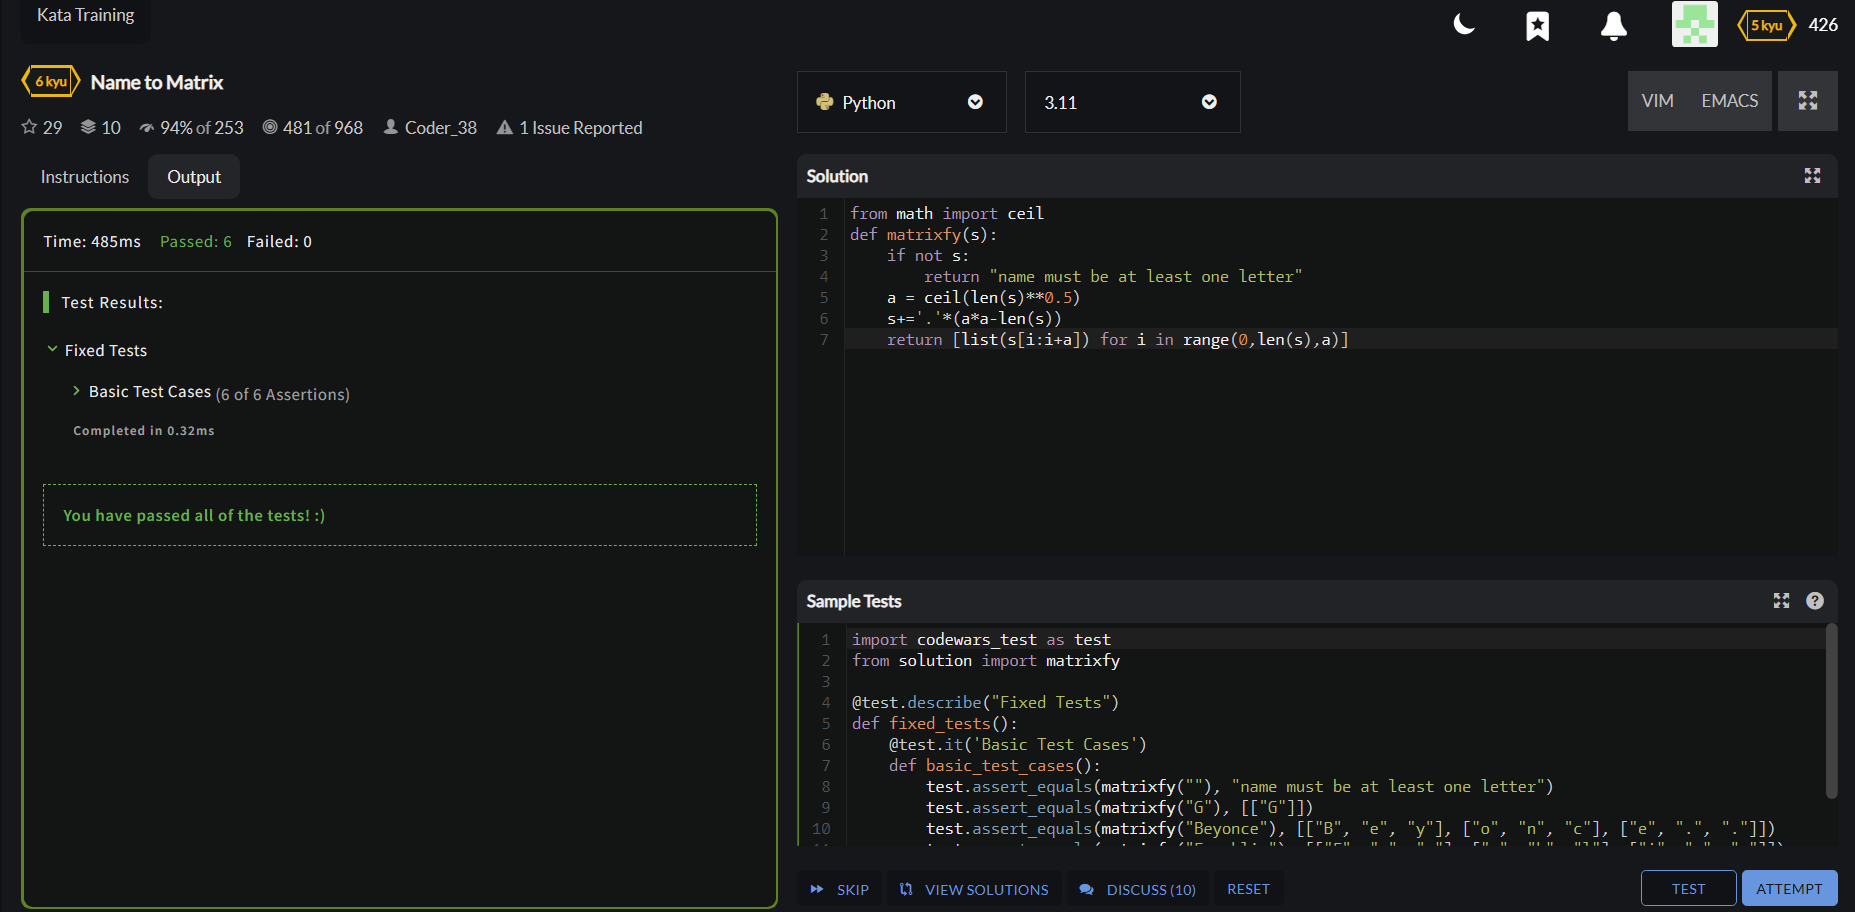 Kata Training
5 kyu 426
6 kyu Name to Matrix
29 10 94% of 253 481 of 968 Coder_38 1 Issue Reported
Instructions Output
Time: 485ms Passed: 6 Failed: 0
Test Results:
Fixed Tests
Basic Test Cases (6 of 6 Assertions)
Completed in 0.32ms
You have passed all of the tests! :)
Python 3.11 VIM EMACS
Solution
1 from math import ceil
2 def matrixfy(s):
3     if not s:
4         return "name must be at least one letter"
5     a = ceil(len(s)**0.5)
6     s+='.'*(a*a-len(s))
7     return [list(s[i:i+a]) for i in range(0,len(s),a)]
Sample Tests
1 import codewars_test as test
2 from solution import matrixfy
3
4 @test.describe("Fixed Tests")
5 def fixed_tests():
6     @test.it('Basic Test Cases')
7     def basic_test_cases():
8         test.assert_equals(matrixfy(""), "name must be at least one letter")
9         test.assert_equals(matrixfy("G"), [["G"]])
10         test.assert_equals(matrixfy("Beyonce"), [["B", "e", "y"], ["o", "n", "c"], ["e", ".", "."]])
SKIP VIEW SOLUTIONS DISCUSS (10) RESET TEST ATTEMPT